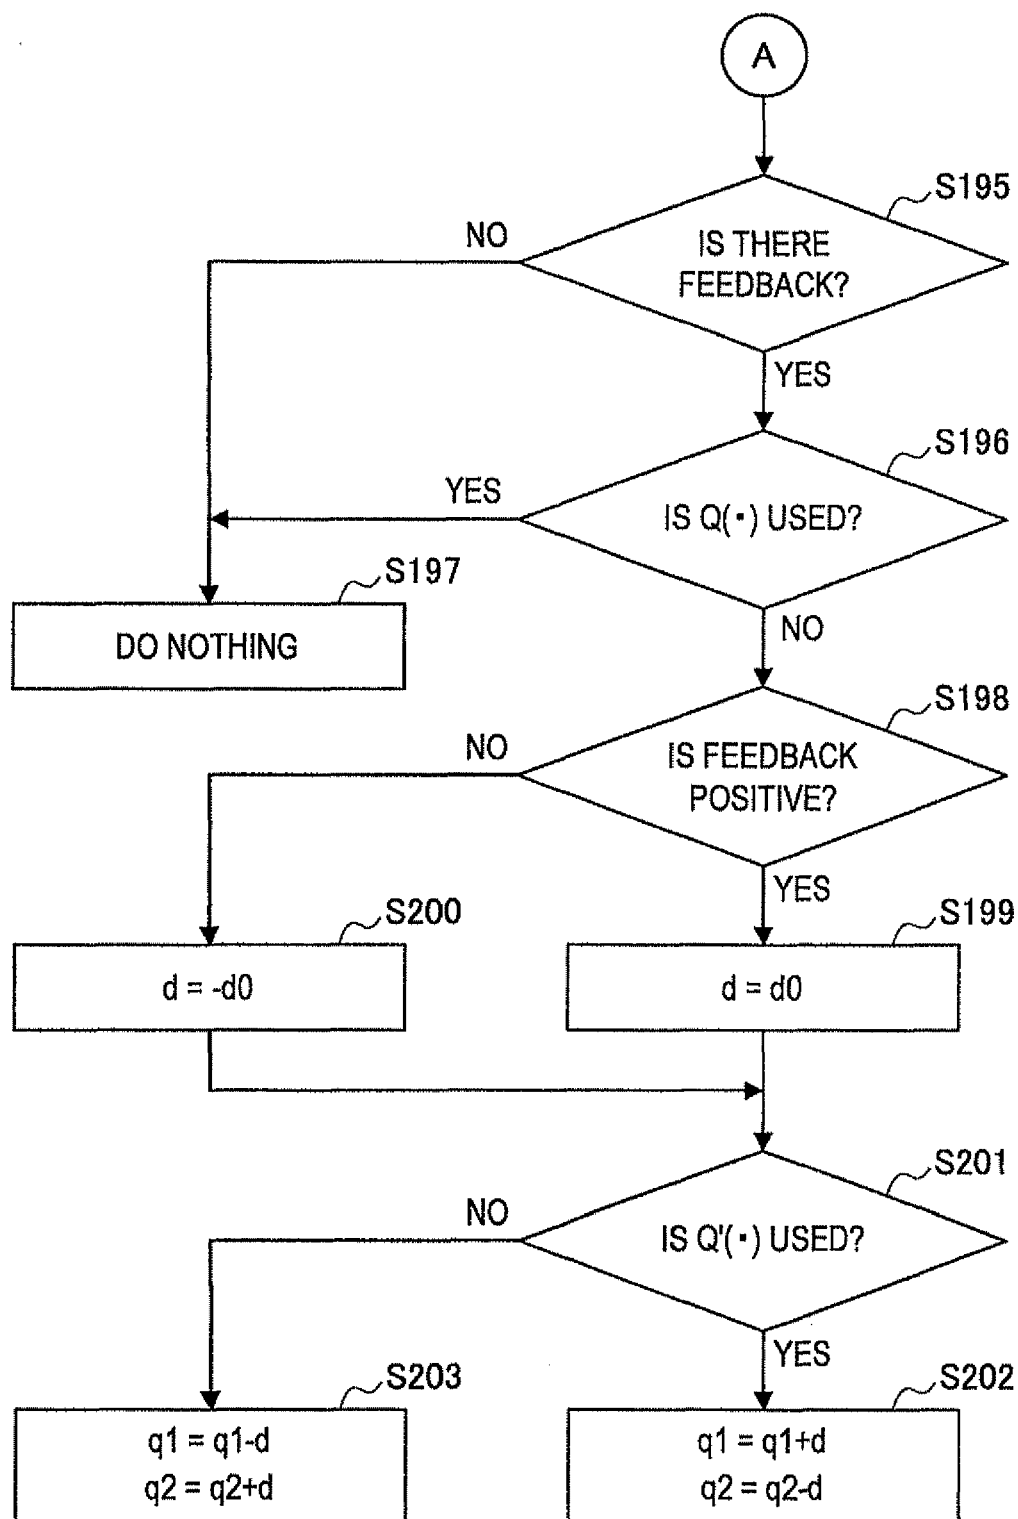 A
S195
NO
IS THERE
FEEDBACK?
YES
S196
YES
IS Q(·) USED?
S197
NO
DO NOTHING
S198
NO
IS FEEDBACK
POSITIVE?
YES
S200
S199
d = -d0
d = d0
S201
NO
IS Q'(·) USED?
YES
S203
S202
q1 = q1-d
q2 = q2+d
q1 = q1+d
q2 = q2-d